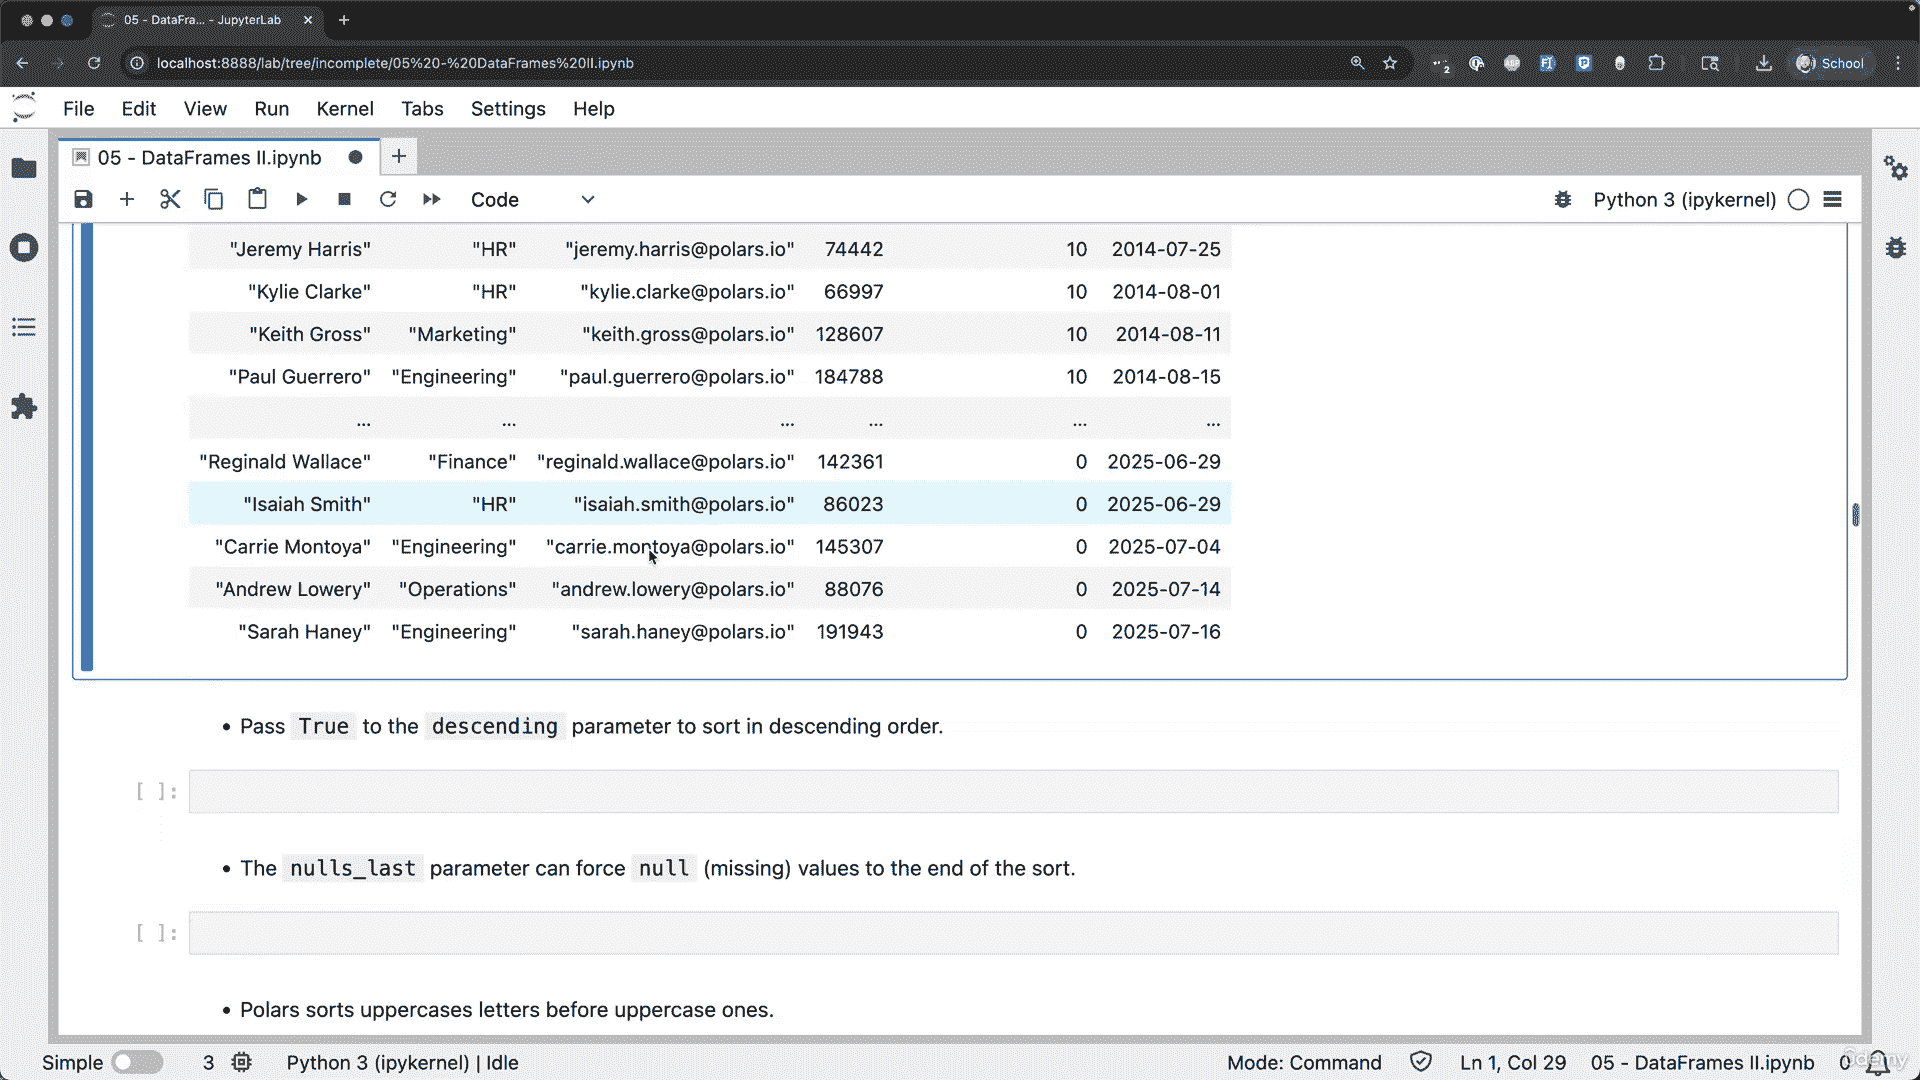 05 - DataFra... - JupyterLab
localhost:8888/lab/tree/incomplete/05%20-%20DataFrames%20II.ipynb
2
School
File Edit View Run Kernel Tabs Settings Help
05 - DataFrames II.ipynb
Code
Python 3 (ipykernel)
"Jeremy Harris" "HR" "jeremy.harris@polars.io" 74442 10 2014-07-25
"Kylie Clarke" "HR" "kylie.clarke@polars.io" 66997 10 2014-08-01
"Keith Gross" "Marketing" "keith.gross@polars.io" 128607 10 2014-08-11
"Paul Guerrero" "Engineering" "paul.guerrero@polars.io" 184788 10 2014-08-15
... ... ... ... ... ...
"Reginald Wallace" "Finance" "reginald.wallace@polars.io" 142361 0 2025-06-29
"Isaiah Smith" "HR" "isaiah.smith@polars.io" 86023 0 2025-06-29
"Carrie Montoya" "Engineering" "carrie.montoya@polars.io" 145307 0 2025-07-04
"Andrew Lowery" "Operations" "andrew.lowery@polars.io" 88076 0 2025-07-14
"Sarah Haney" "Engineering" "sarah.haney@polars.io" 191943 0 2025-07-16
• Pass True to the descending parameter to sort in descending order.
[ ]:
• The nulls_last parameter can force null (missing) values to the end of the sort.
[ ]:
• Polars sorts uppercases letters before uppercase ones.
Simple 3 Python 3 (ipykernel) | Idle Mode: Command Ln 1, Col 29 05 - DataFrames II.ipynb 0
udemy